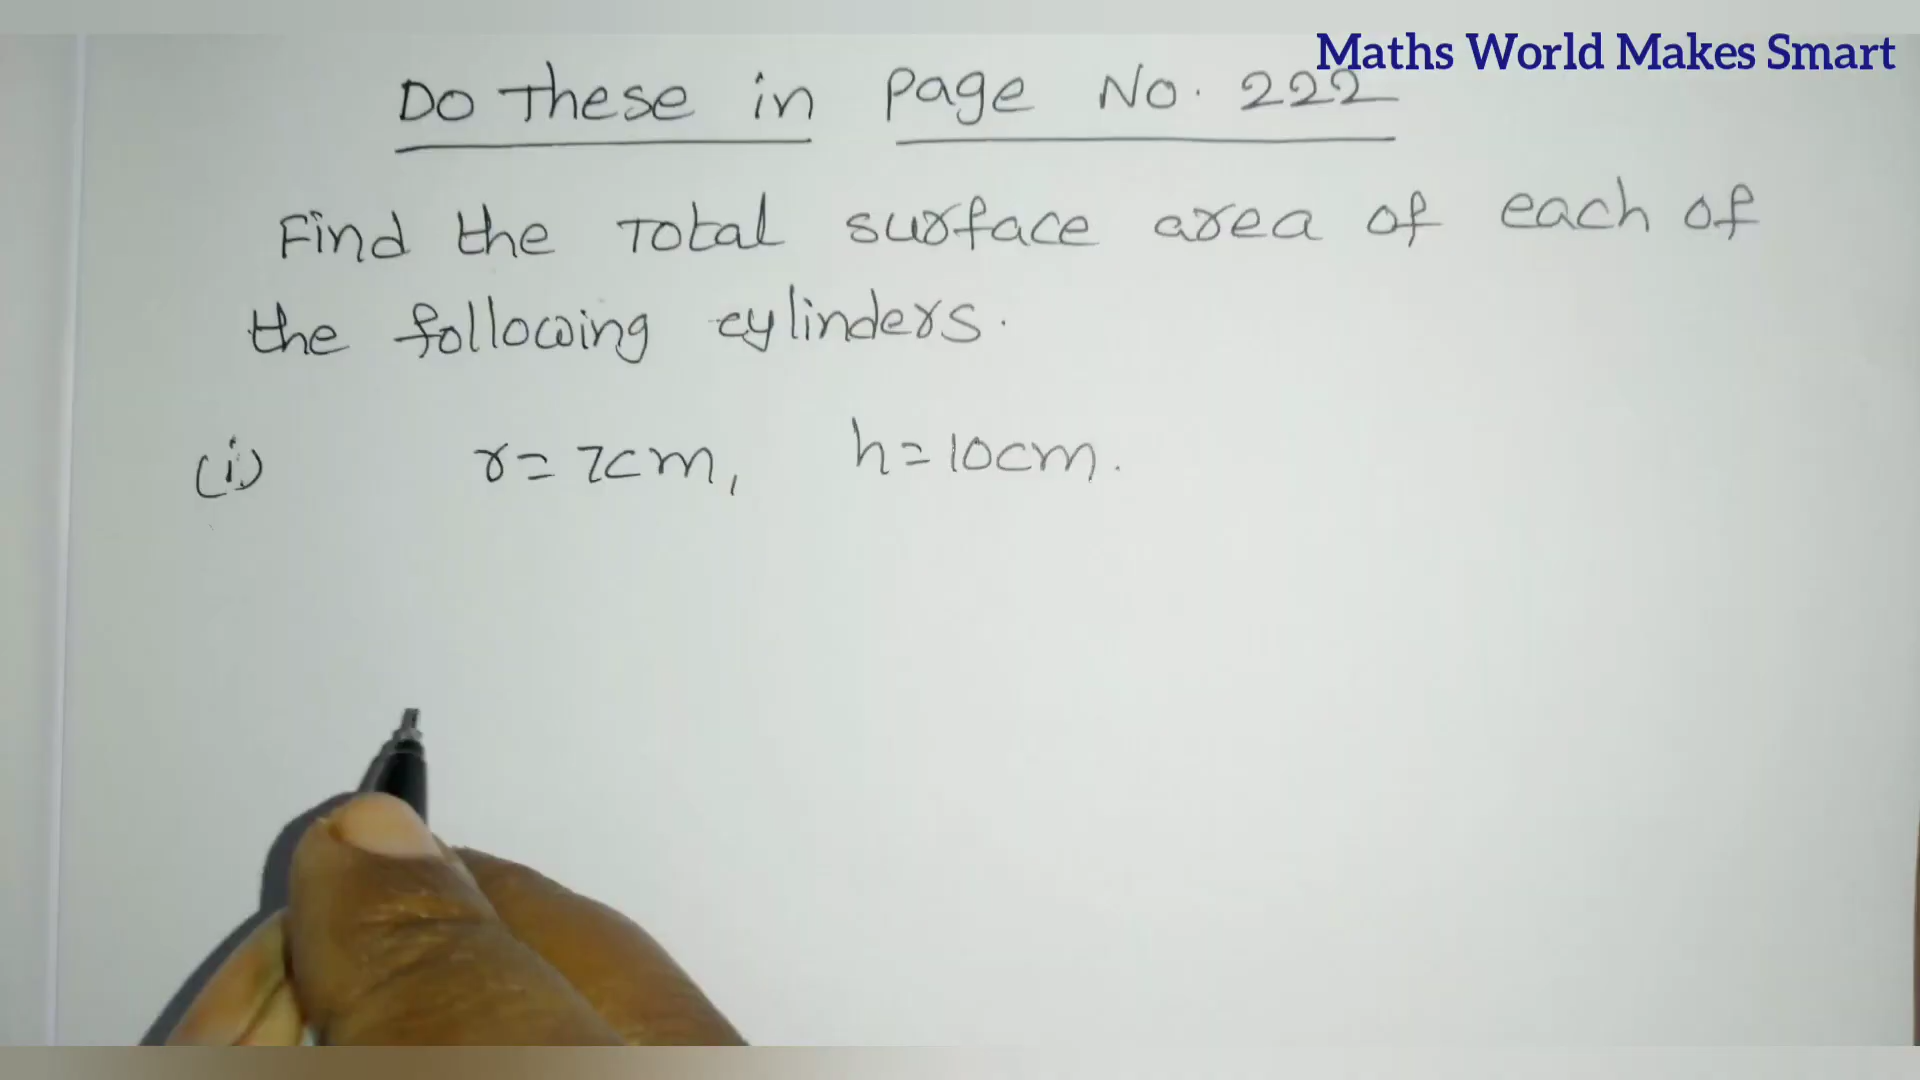 Maths World Makes Smart
Do These in Page No. 222
Find the Total surface area of each of
the following cylinders.
(i) r = 7cm, h = 10cm.